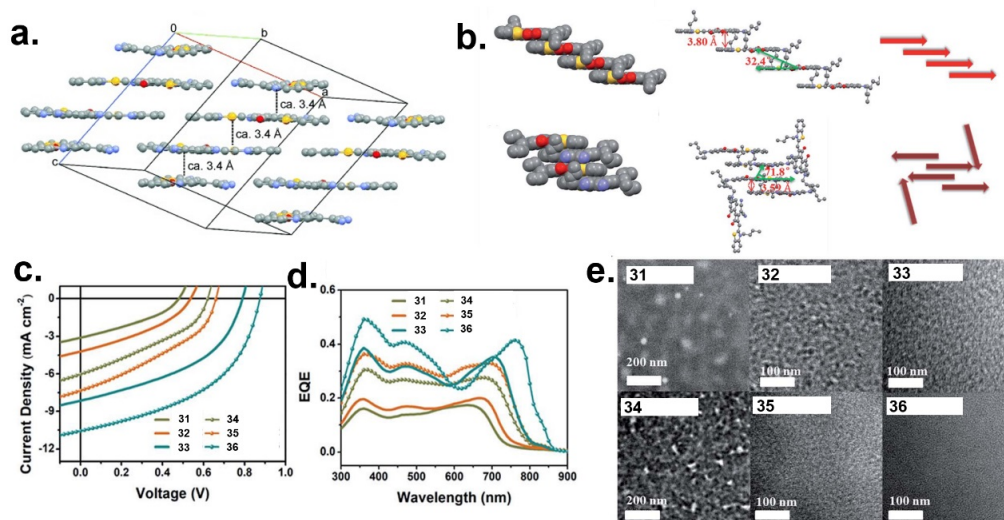 a.
0
b
a
c
ca. 3.4 Å
ca. 3.4 Å
ca. 3.4 Å
b.
3.80 Å
32.4°
71.8°
3.59 Å
c.
Current Density (mA cm-2)
0
-3
-6
-9
-12
31 34
32 35
33 36
0.0 0.2 0.4 0.6 0.8 1.0
Voltage (V)
d.
EQE
0.6
0.4
0.2
0.0
31 34
32 35
33 36
300 400 500 600 700 800 900
Wavelength (nm)
e.
31
200 nm
32
100 nm
33
100 nm
34
200 nm
35
100 nm
36
100 nm